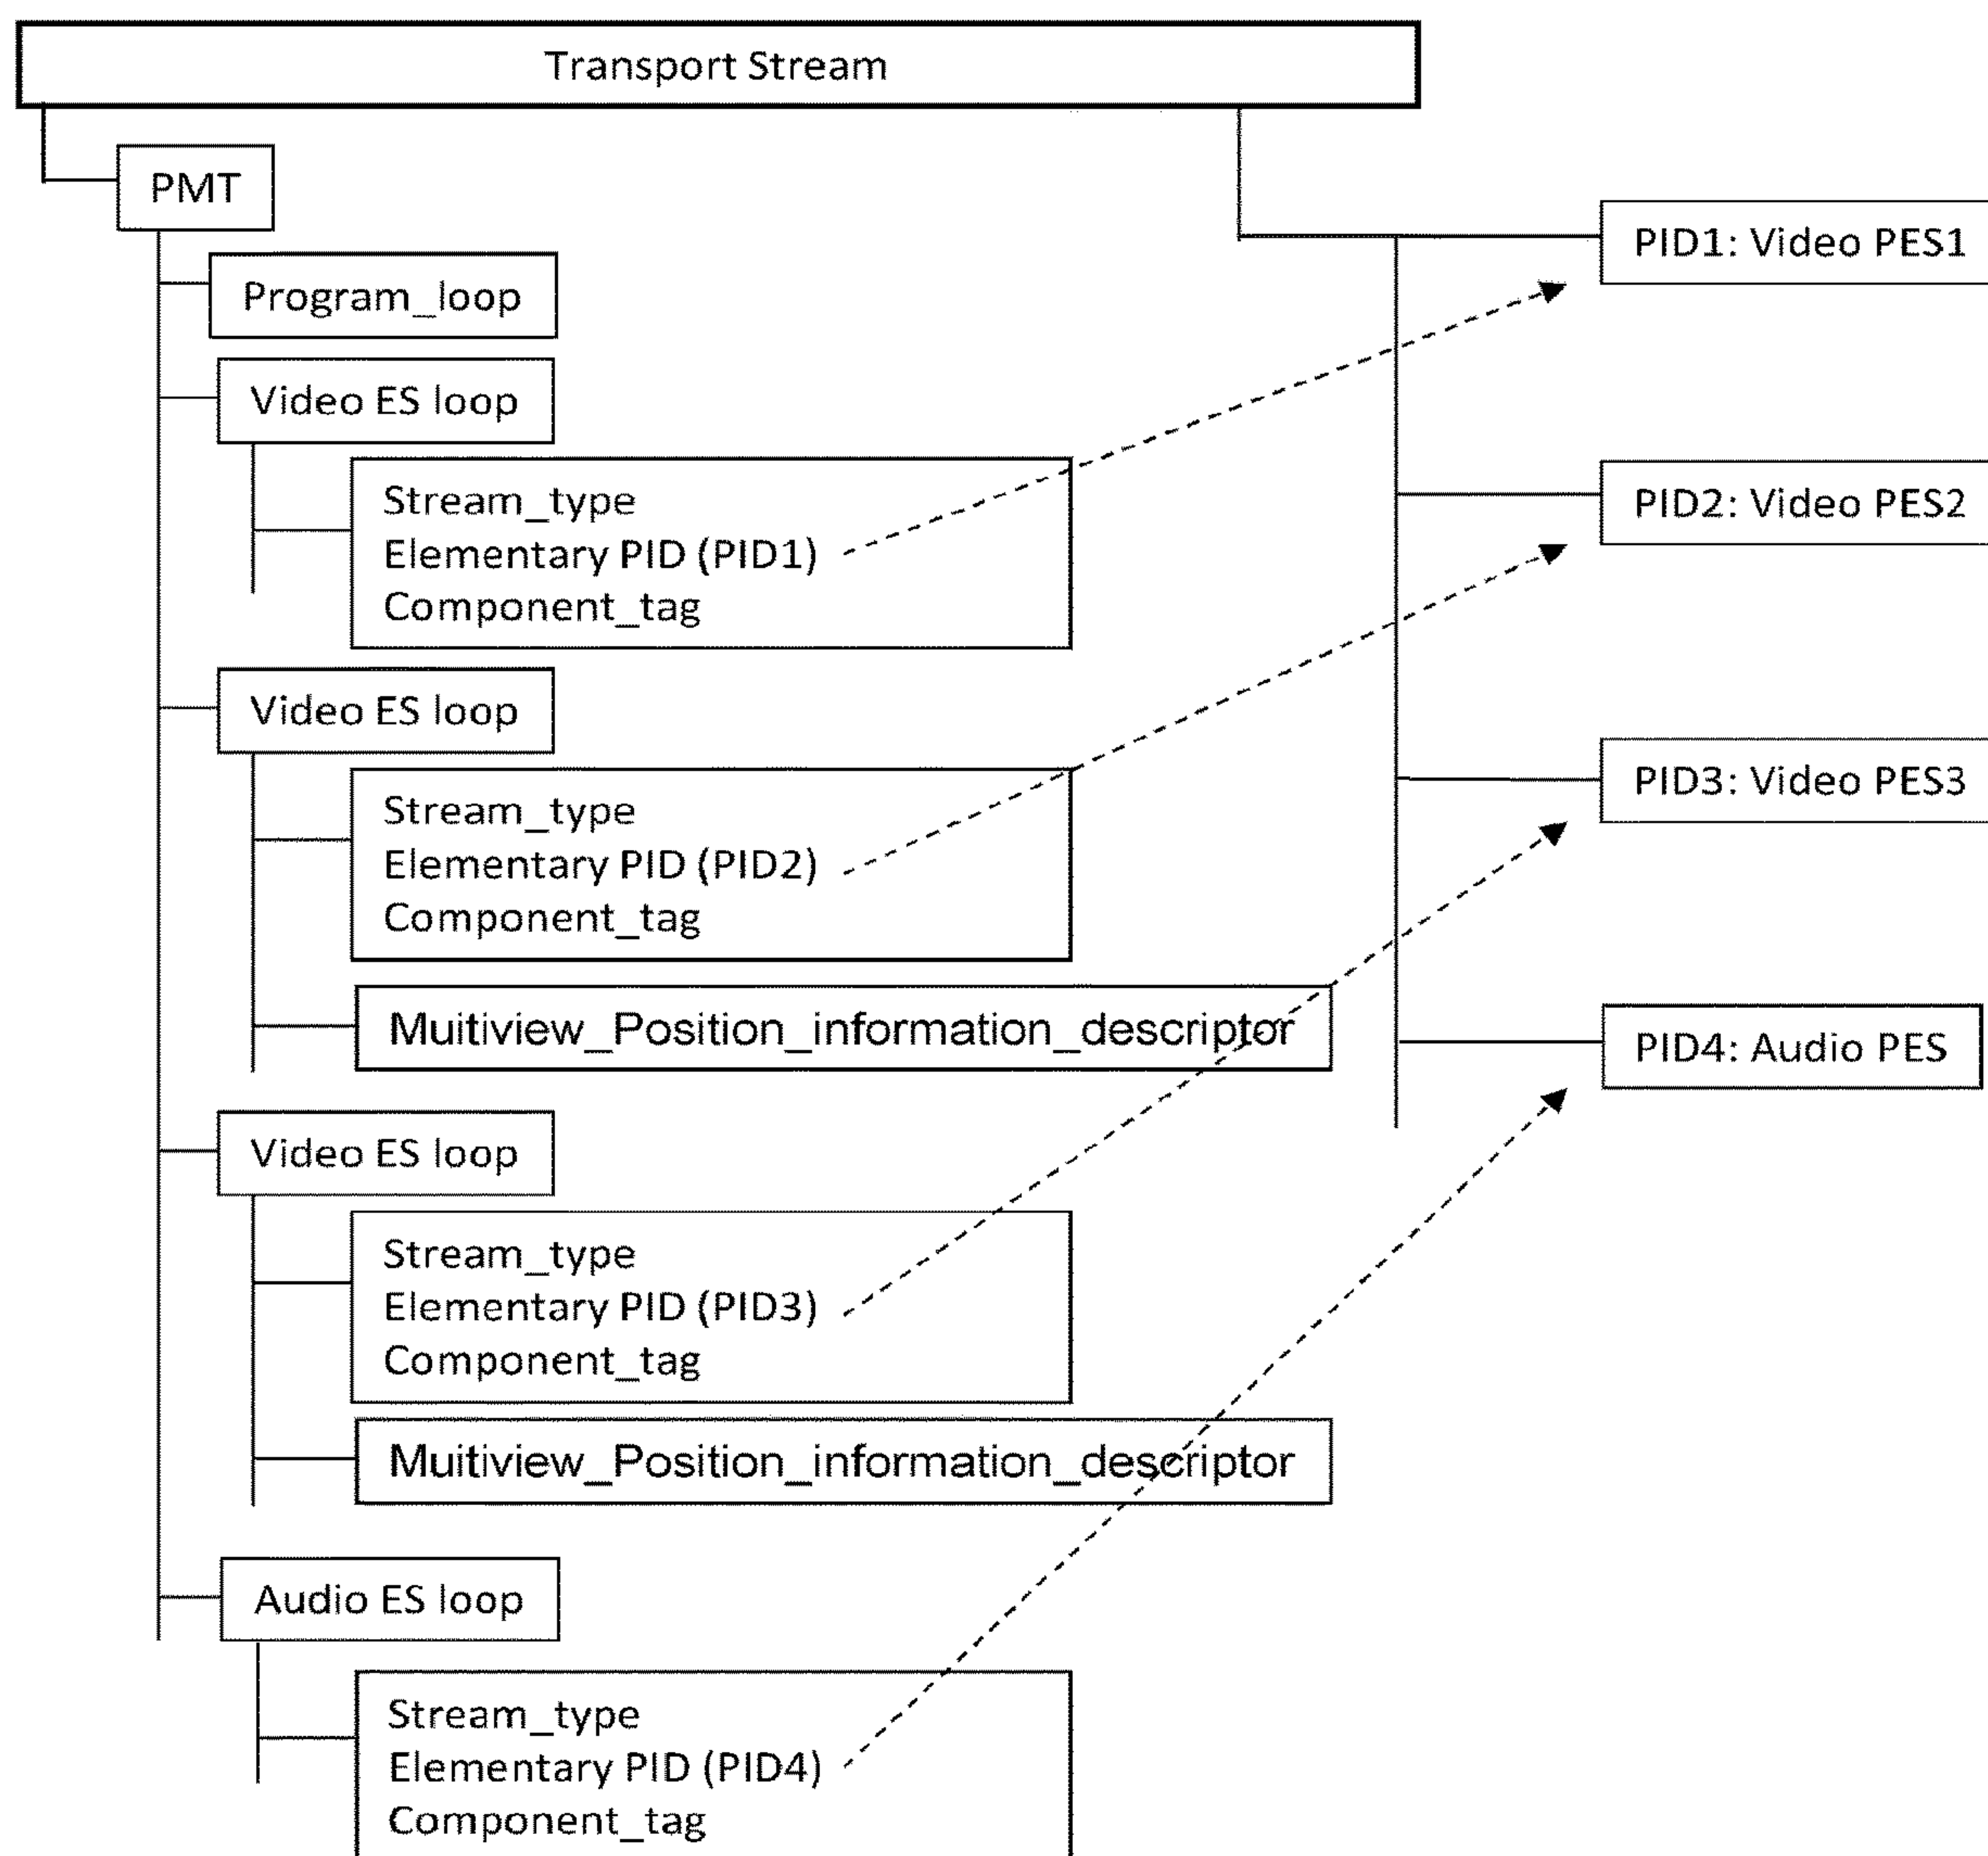 Transport Stream
PMT
Program_loop
Video ES loop
Stream_type
Elementary PID (PID1)
Component_tag
Video ES loop
Stream_type
Elementary PID (PID2)
Component_tag
Muitiview_Position_information_descriptor
Video ES loop
Stream_type
Elementary PID (PID3)
Component_tag
Muitiview_Position_information_descriptor
Audio ES loop
Stream_type
Elementary PID (PID4)
Component_tag
PID1: Video PES1
PID2: Video PES2
PID3: Video PES3
PID4: Audio PES